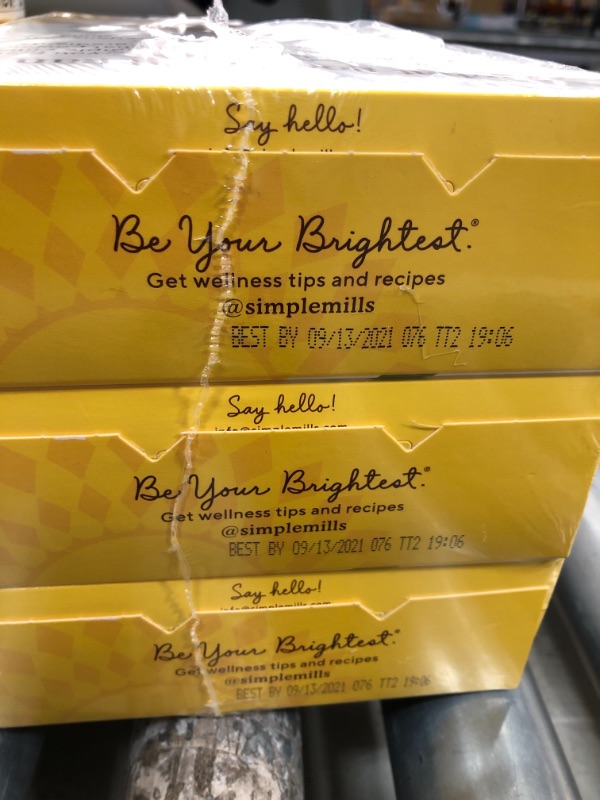 Say hello!
Be Your Brightest.®
Get wellness tips and recipes
@simplemills
BEST BY 09/13/2021 076 TT2 19:06
Say hello!
Be Your Brightest.®
Get wellness tips and recipes
@simplemills
BEST BY 09/13/2021 076 TT2 19:06
Say hello!
Be Your Brightest.®
Get wellness tips and recipes
@simplemills
BEST BY 09/13/2021 076 TT2 19:06